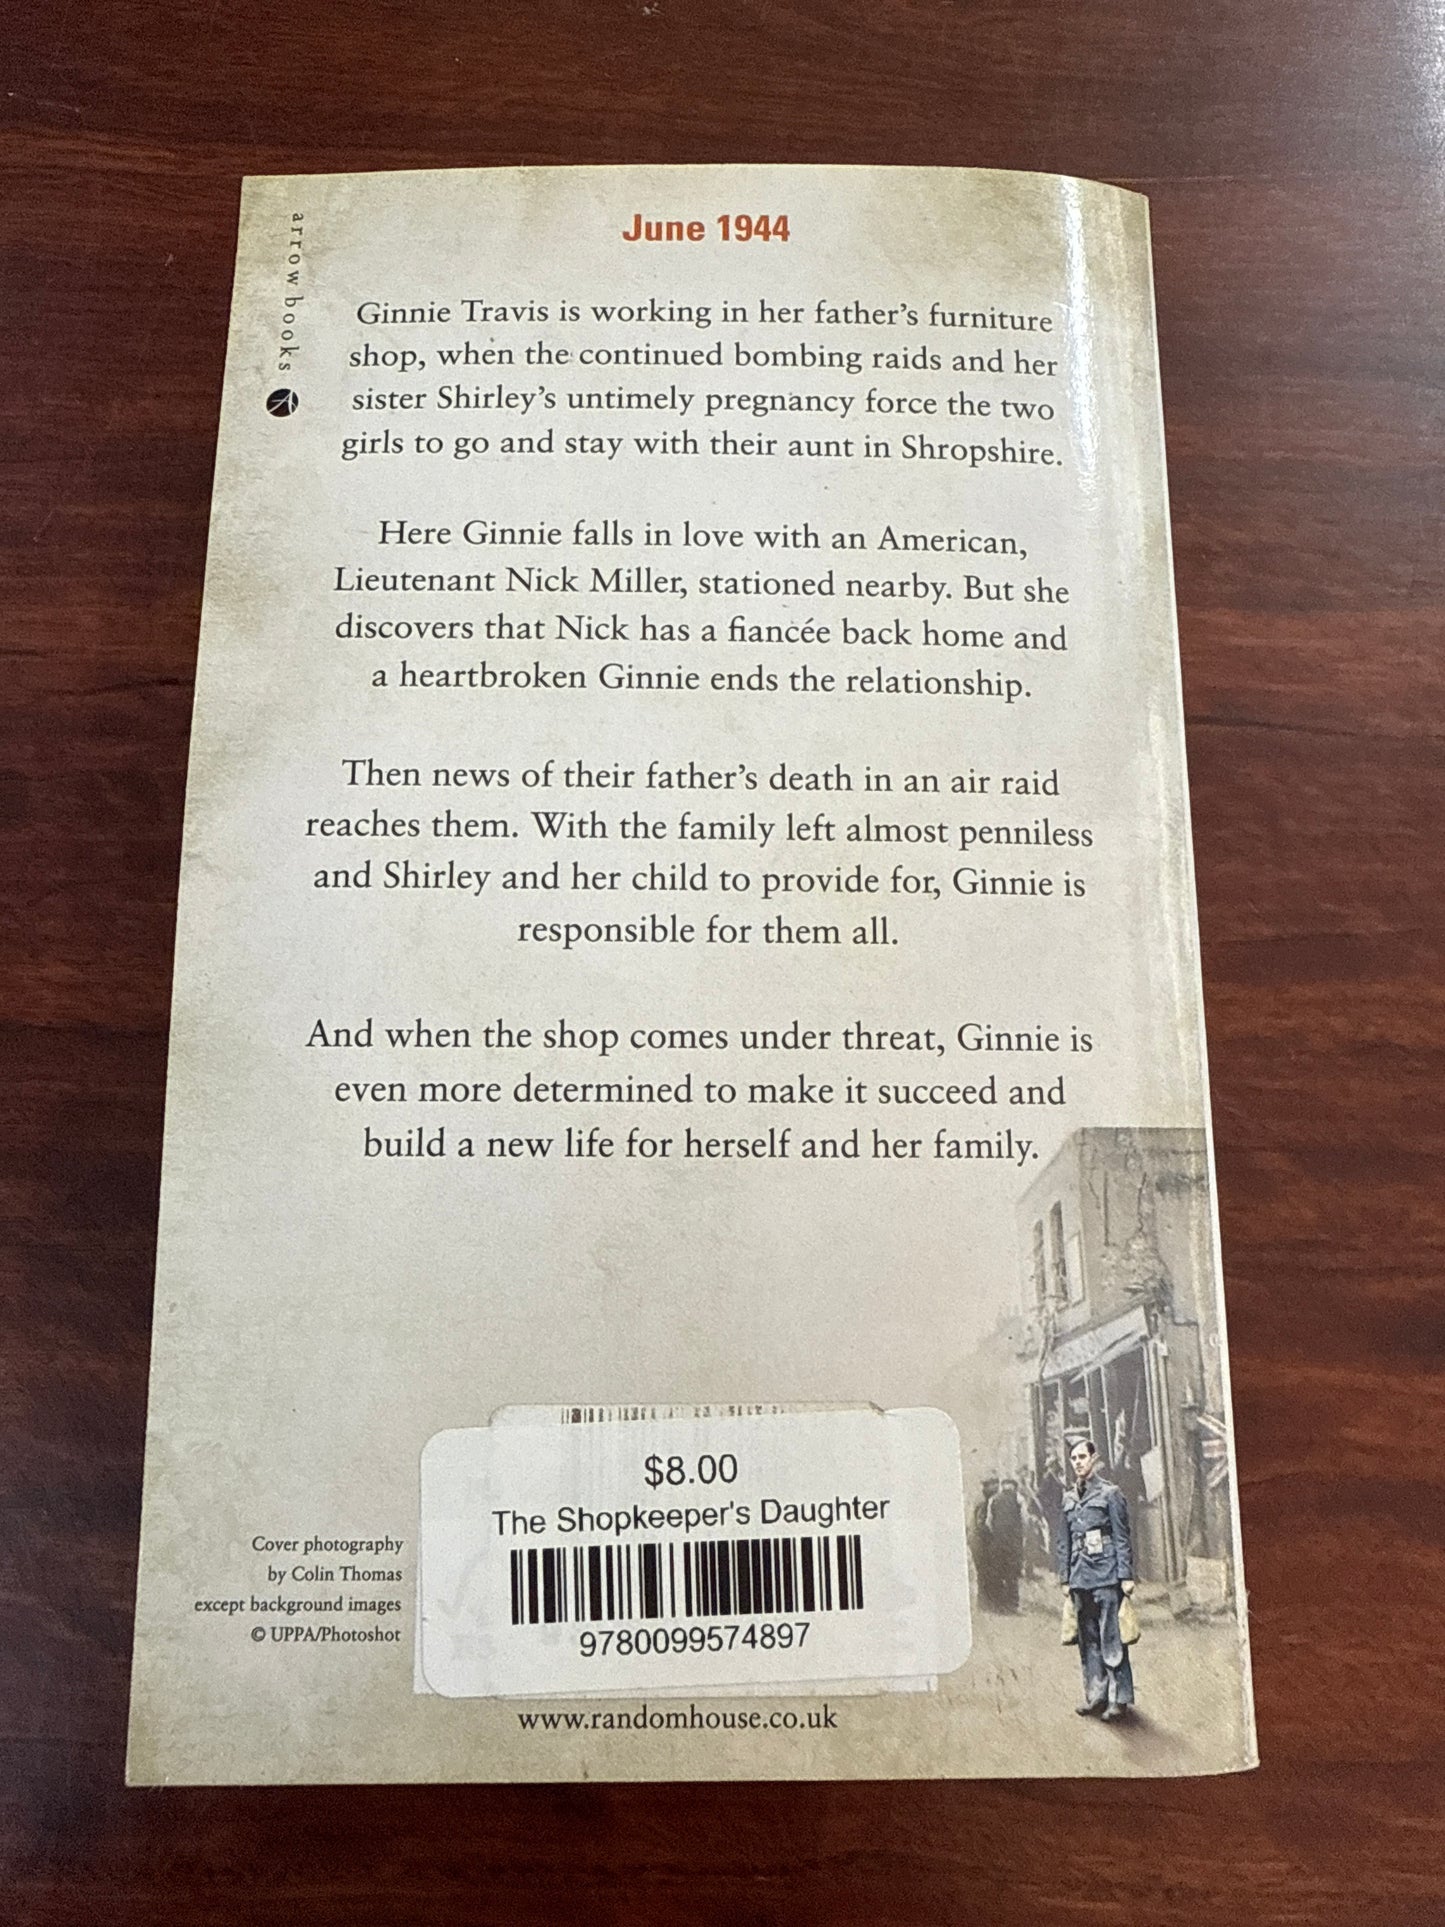 arrow books
June 1944
Ginnie Travis is working in her father's furniture
shop, when the continued bombing raids and her
sister Shirley's untimely pregnancy force the two
girls to go and stay with their aunt in Shropshire.
Here Ginnie falls in love with an American,
Lieutenant Nick Miller, stationed nearby. But she
discovers that Nick has a fiancée back home and
a heartbroken Ginnie ends the relationship.
Then news of their father's death in an air raid
reaches them. With the family left almost penniless
and Shirley and her child to provide for, Ginnie is
responsible for them all.
And when the shop comes under threat, Ginnie is
even more determined to make it succeed and
build a new life for herself and her family.
$8.00
The Shopkeeper's Daughter
9780099574897
Cover photography
by Colin Thomas
except background images
© UPPA/Photoshot
www.randomhouse.co.uk